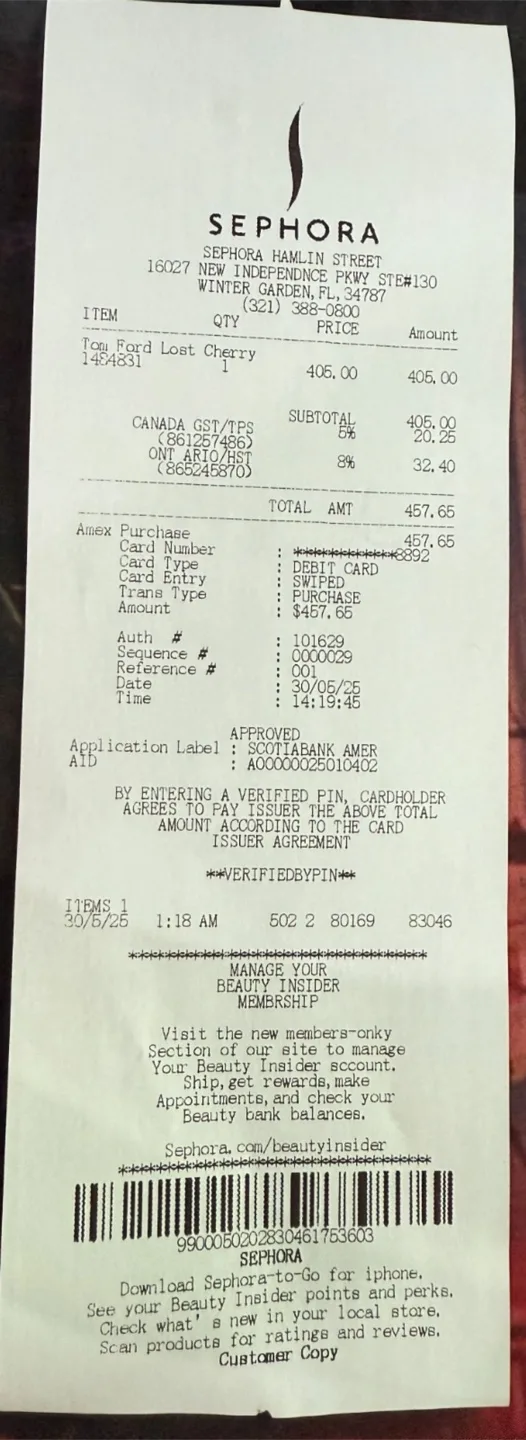 SEPHORA
SEPHORA HAMLIN STREET
16027 NEW INDEPENDNCE PKWY STE#130
WINTER GARDEN, FL, 34787
(321) 388-0800
ITEM QTY PRICE Amount
Tom Ford Lost Cherry
1484831 1 405.00 405.00
SUBTOTAL 405.00
CANADA GST/TPS 5% 20.25
(861257486)
ONT ARIO/HST 8% 32.40
(865245870)
TOTAL AMT 457.65
Amex Purchase 457.65
Card Number : *************8892
Card Type : DEBIT CARD
Card Entry : SWIPED
Trans Type : PURCHASE
Amount : $457.65
Auth # : 101629
Sequence # : 0000029
Reference # : 001
Date : 30/05/25
Time : 14:19:45
APPROVED
Application Label : SCOTIABANK AMER
AID : A00000025010402
BY ENTERING A VERIFIED PIN, CARDHOLDER
AGREES TO PAY ISSUER THE ABOVE TOTAL
AMOUNT ACCORDING TO THE CARD
ISSUER AGREEMENT
**VERIFIEDBYPIN**
ITEMS 1
30/5/25 1:18 AM 502 2 80169 83046
**********************************
MANAGE YOUR
BEAUTY INSIDER
MEMBRSHIP
Visit the new members-onky
Section of our site to manage
Your Beauty Insider sccount.
Ship, get rewards, make
Appointments, and check your
Beauty bank balances.
Sephora.com/beautyinsider
**********************************
9900050202830461753603
SEPHORA
Download Sephora-to-Go for iphone.
See your Beauty Insider points and perks.
Check what's new in your local store.
Scan products for ratings and reviews.
Customer Copy